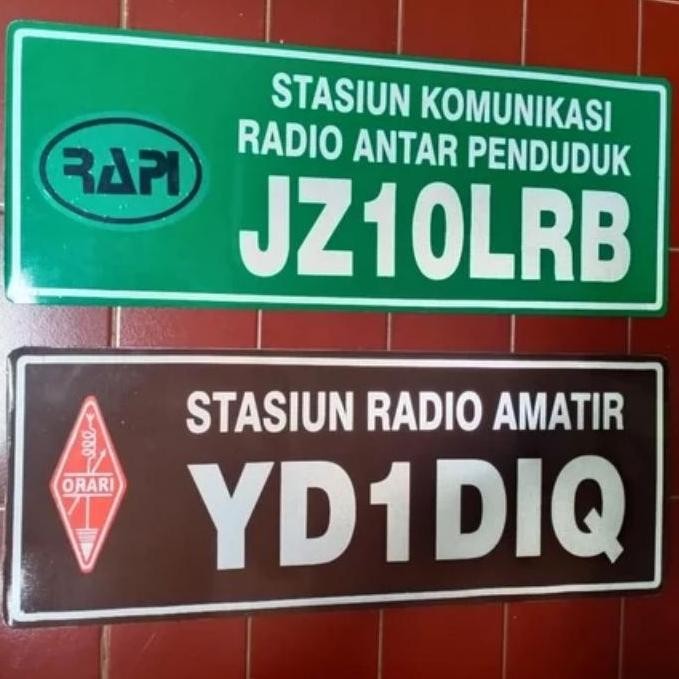 RAPI
STASIUN KOMUNIKASI
RADIO ANTAR PENDUDUK
JZ10LRB
ORARI
STASIUN RADIO AMATIR
YD1DIQ